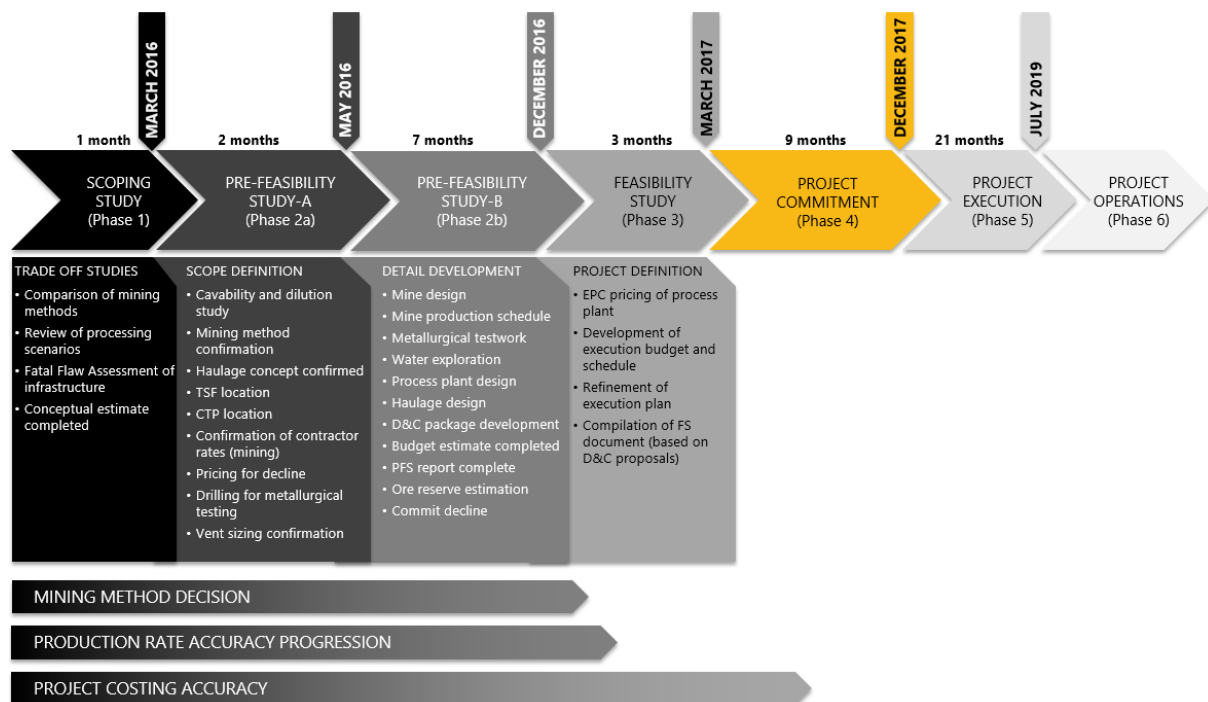 MARCH 2016
MAY 2016
DECEMBER 2016
MARCH 2017
DECEMBER 2017
JULY 2019
1 month
2 months
7 months
3 months
9 months
21 months
SCOPING
STUDY
(Phase 1)
PRE-FEASIBILITY
STUDY-A
(Phase 2a)
PRE-FEASIBILITY
STUDY-B
(Phase 2b)
FEASIBILITY
STUDY
(Phase 3)
PROJECT
COMMITMENT
(Phase 4)
PROJECT
EXECUTION
(Phase 5)
PROJECT
OPERATIONS
(Phase 6)
TRADE OFF STUDIES
• Comparison of mining
methods
• Review of processing
scenarios
• Fatal Flaw Assessment of
infrastructure
• Conceptual estimate
completed
SCOPE DEFINITION
• Cavability and dilution
study
• Mining method
confirmation
• Haulage concept confirmed
• TSF location
• CTP location
• Confirmation of contractor
rates (mining)
• Pricing for decline
• Drilling for metallurgical
testing
• Vent sizing confirmation
DETAIL DEVELOPMENT
• Mine design
• Mine production schedule
• Metallurgical testwork
• Water exploration
• Process plant design
• Haulage design
• D&C package development
• Budget estimate completed
• PFS report complete
• Ore reserve estimation
• Commit decline
PROJECT DEFINITION
• EPC pricing of process
plant
• Development of
execution budget and
schedule
• Refinement of
execution plan
• Compilation of FS
document (based on
D&C proposals)
MINING METHOD DECISION
PRODUCTION RATE ACCURACY PROGRESSION
PROJECT COSTING ACCURACY